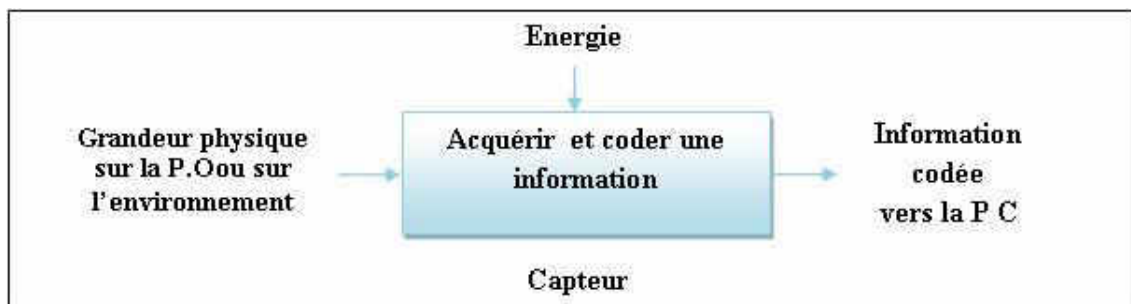 Energie
Grandeur physique
sur la P.Oou sur
l'environnement
Acquérir et coder une
information
Information
codée
vers la P C
Capteur